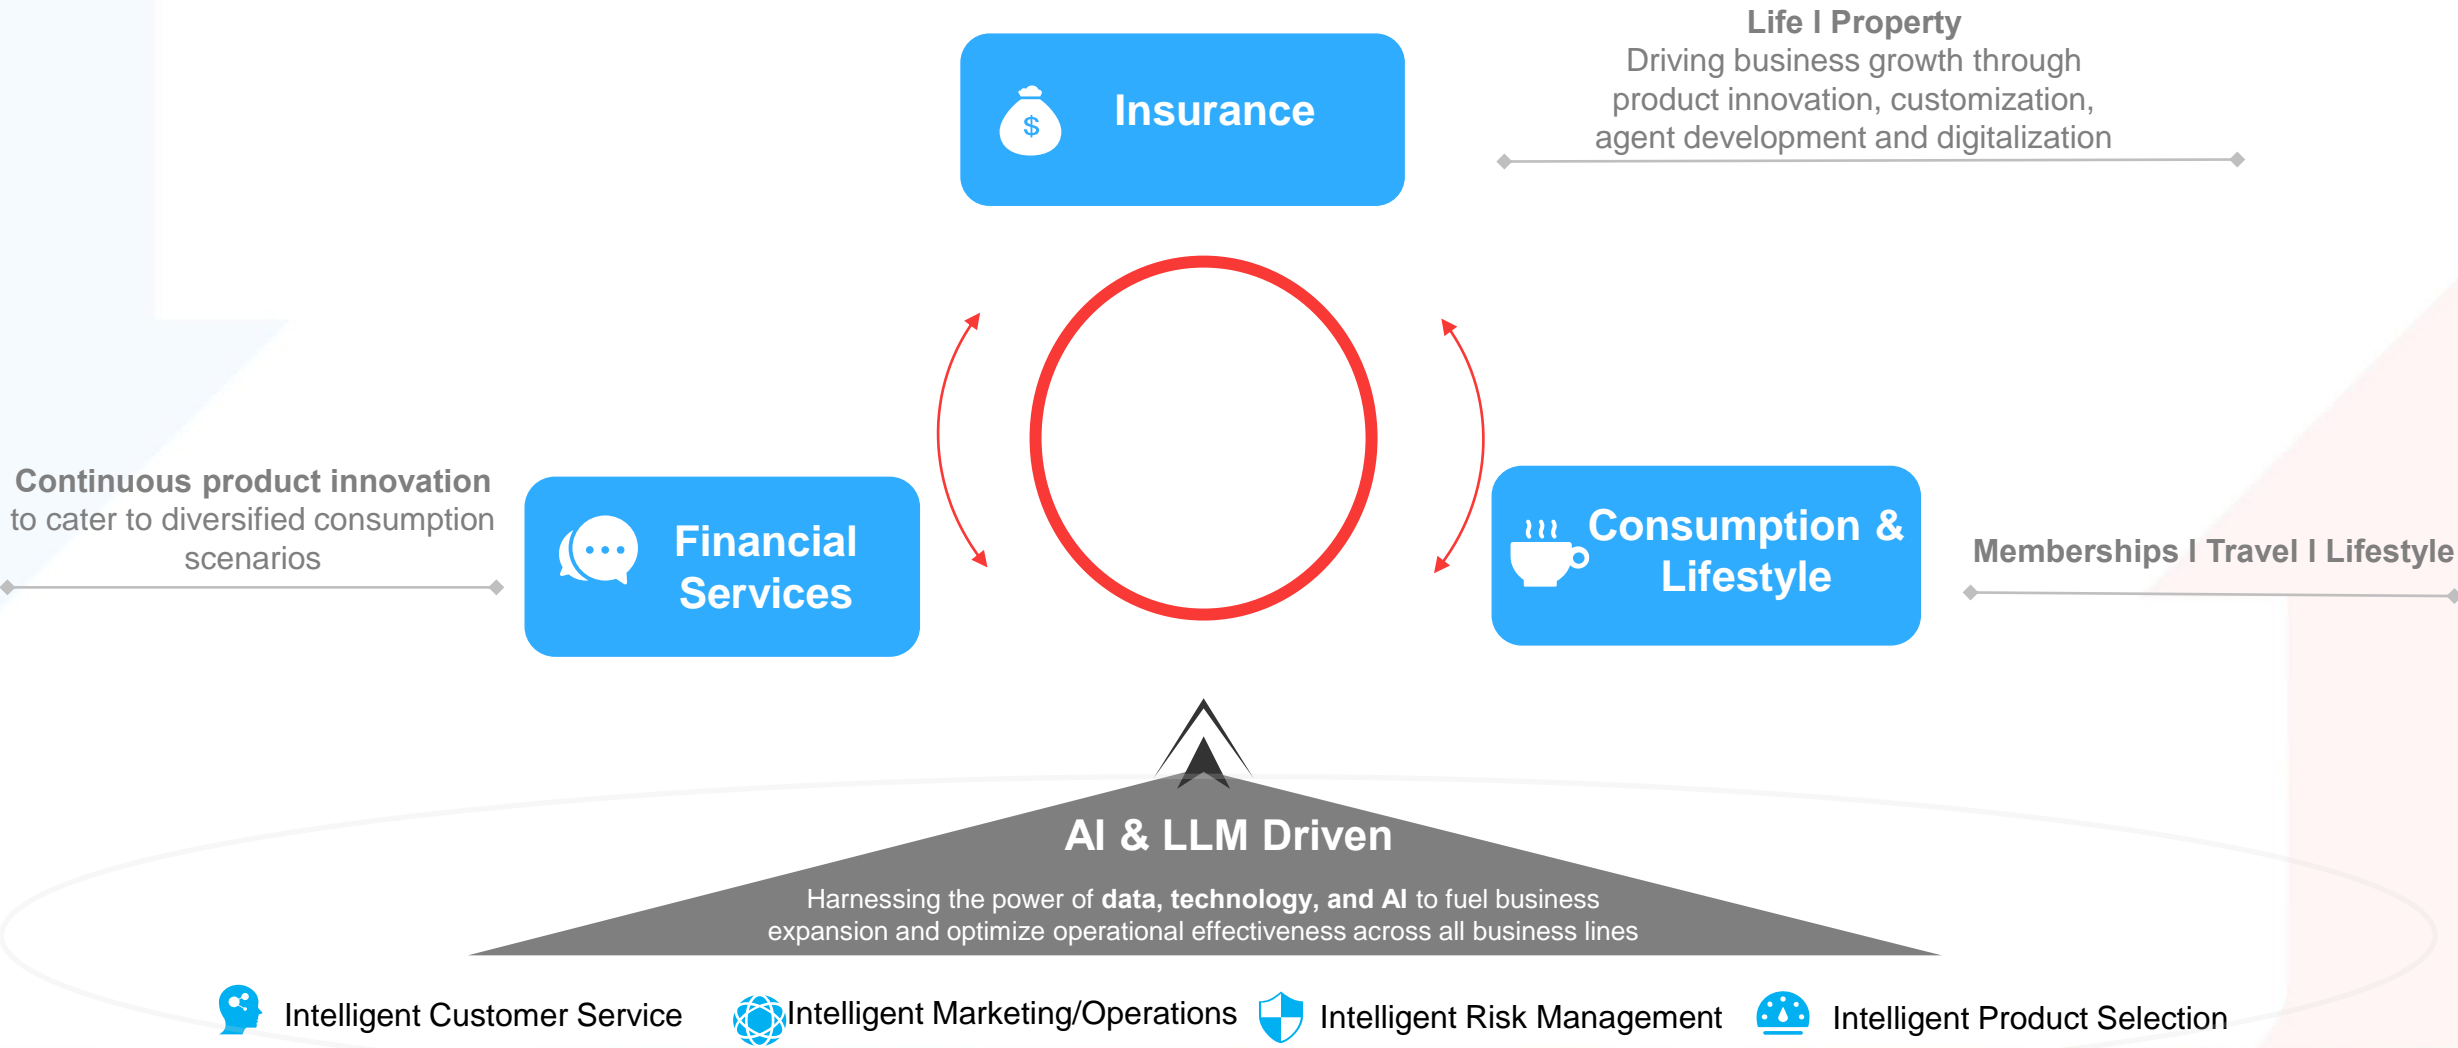 Life l Property
Driving business growth through
product innovation, customization,
agent development and digitalization
Insurance
$
Continuous product innovation
to cater to diversified consumption
scenarios
Financial
Services
Consumption &
Lifestyle
Memberships l Travel l Lifestyle
AI & LLM Driven
Harnessing the power of data, technology, and AI to fuel business
expansion and optimize operational effectiveness across all business lines
Intelligent Customer Service
Intelligent Marketing/Operations
Intelligent Risk Management
Intelligent Product Selection